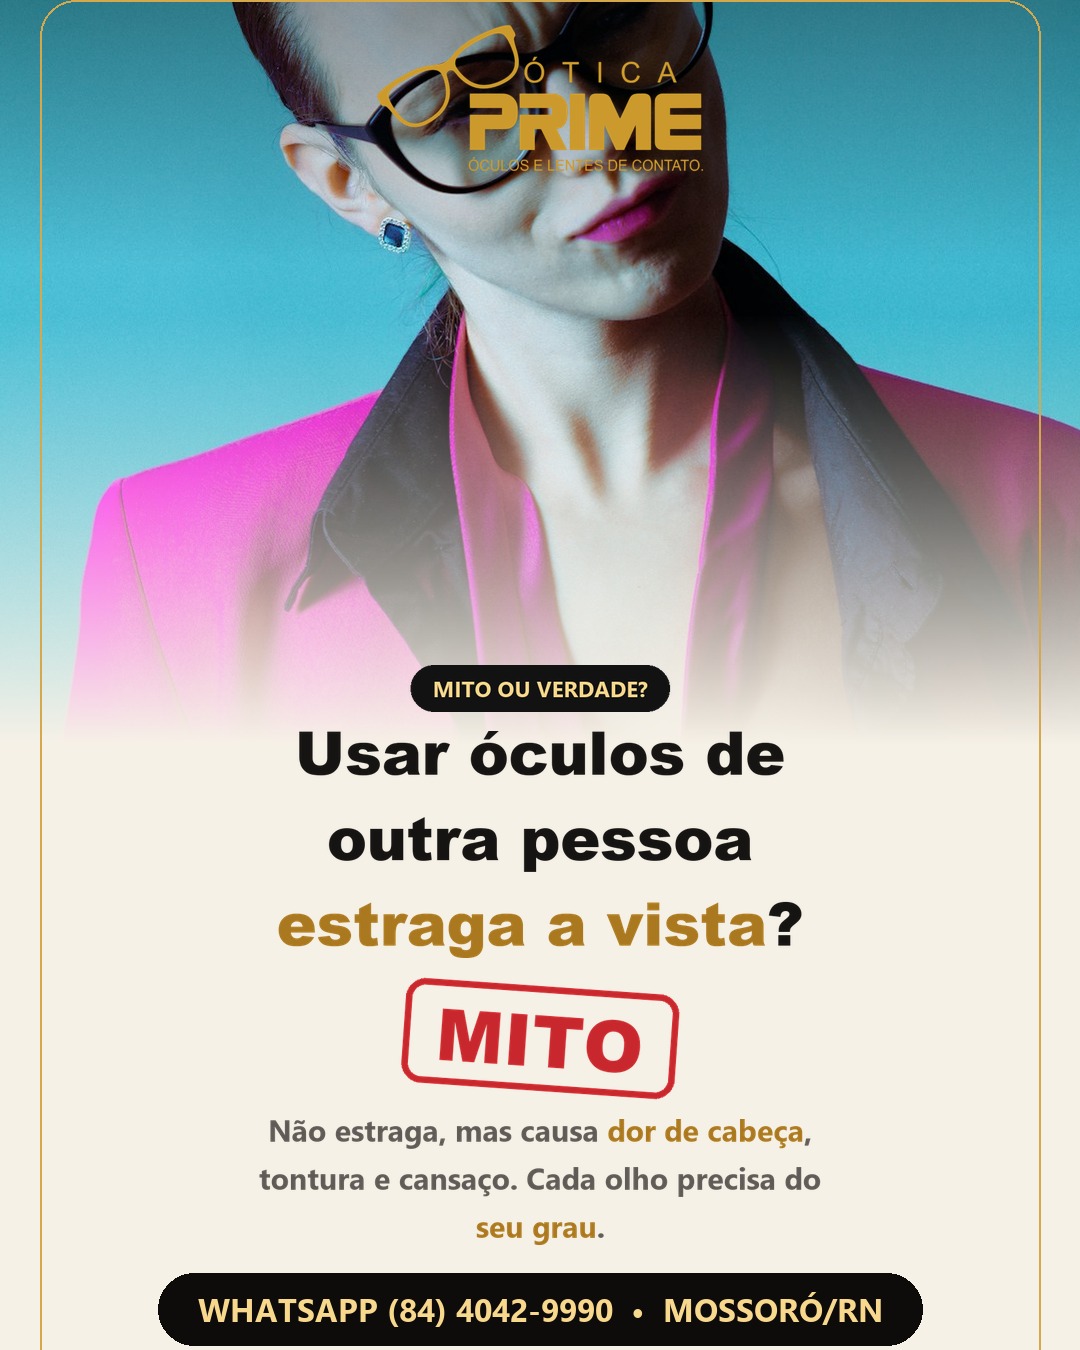 ÓTICA
PRIME
ÓCULOS E LENTES DE CONTATO.
MITO OU VERDADE?
Usar óculos de
outra pessoa
estraga a vista?
MITO
Não estraga, mas causa dor de cabeça,
tontura e cansaço. Cada olho precisa do
seu grau.
WHATSAPP (84) 4042-9990 • MOSSORÓ/RN